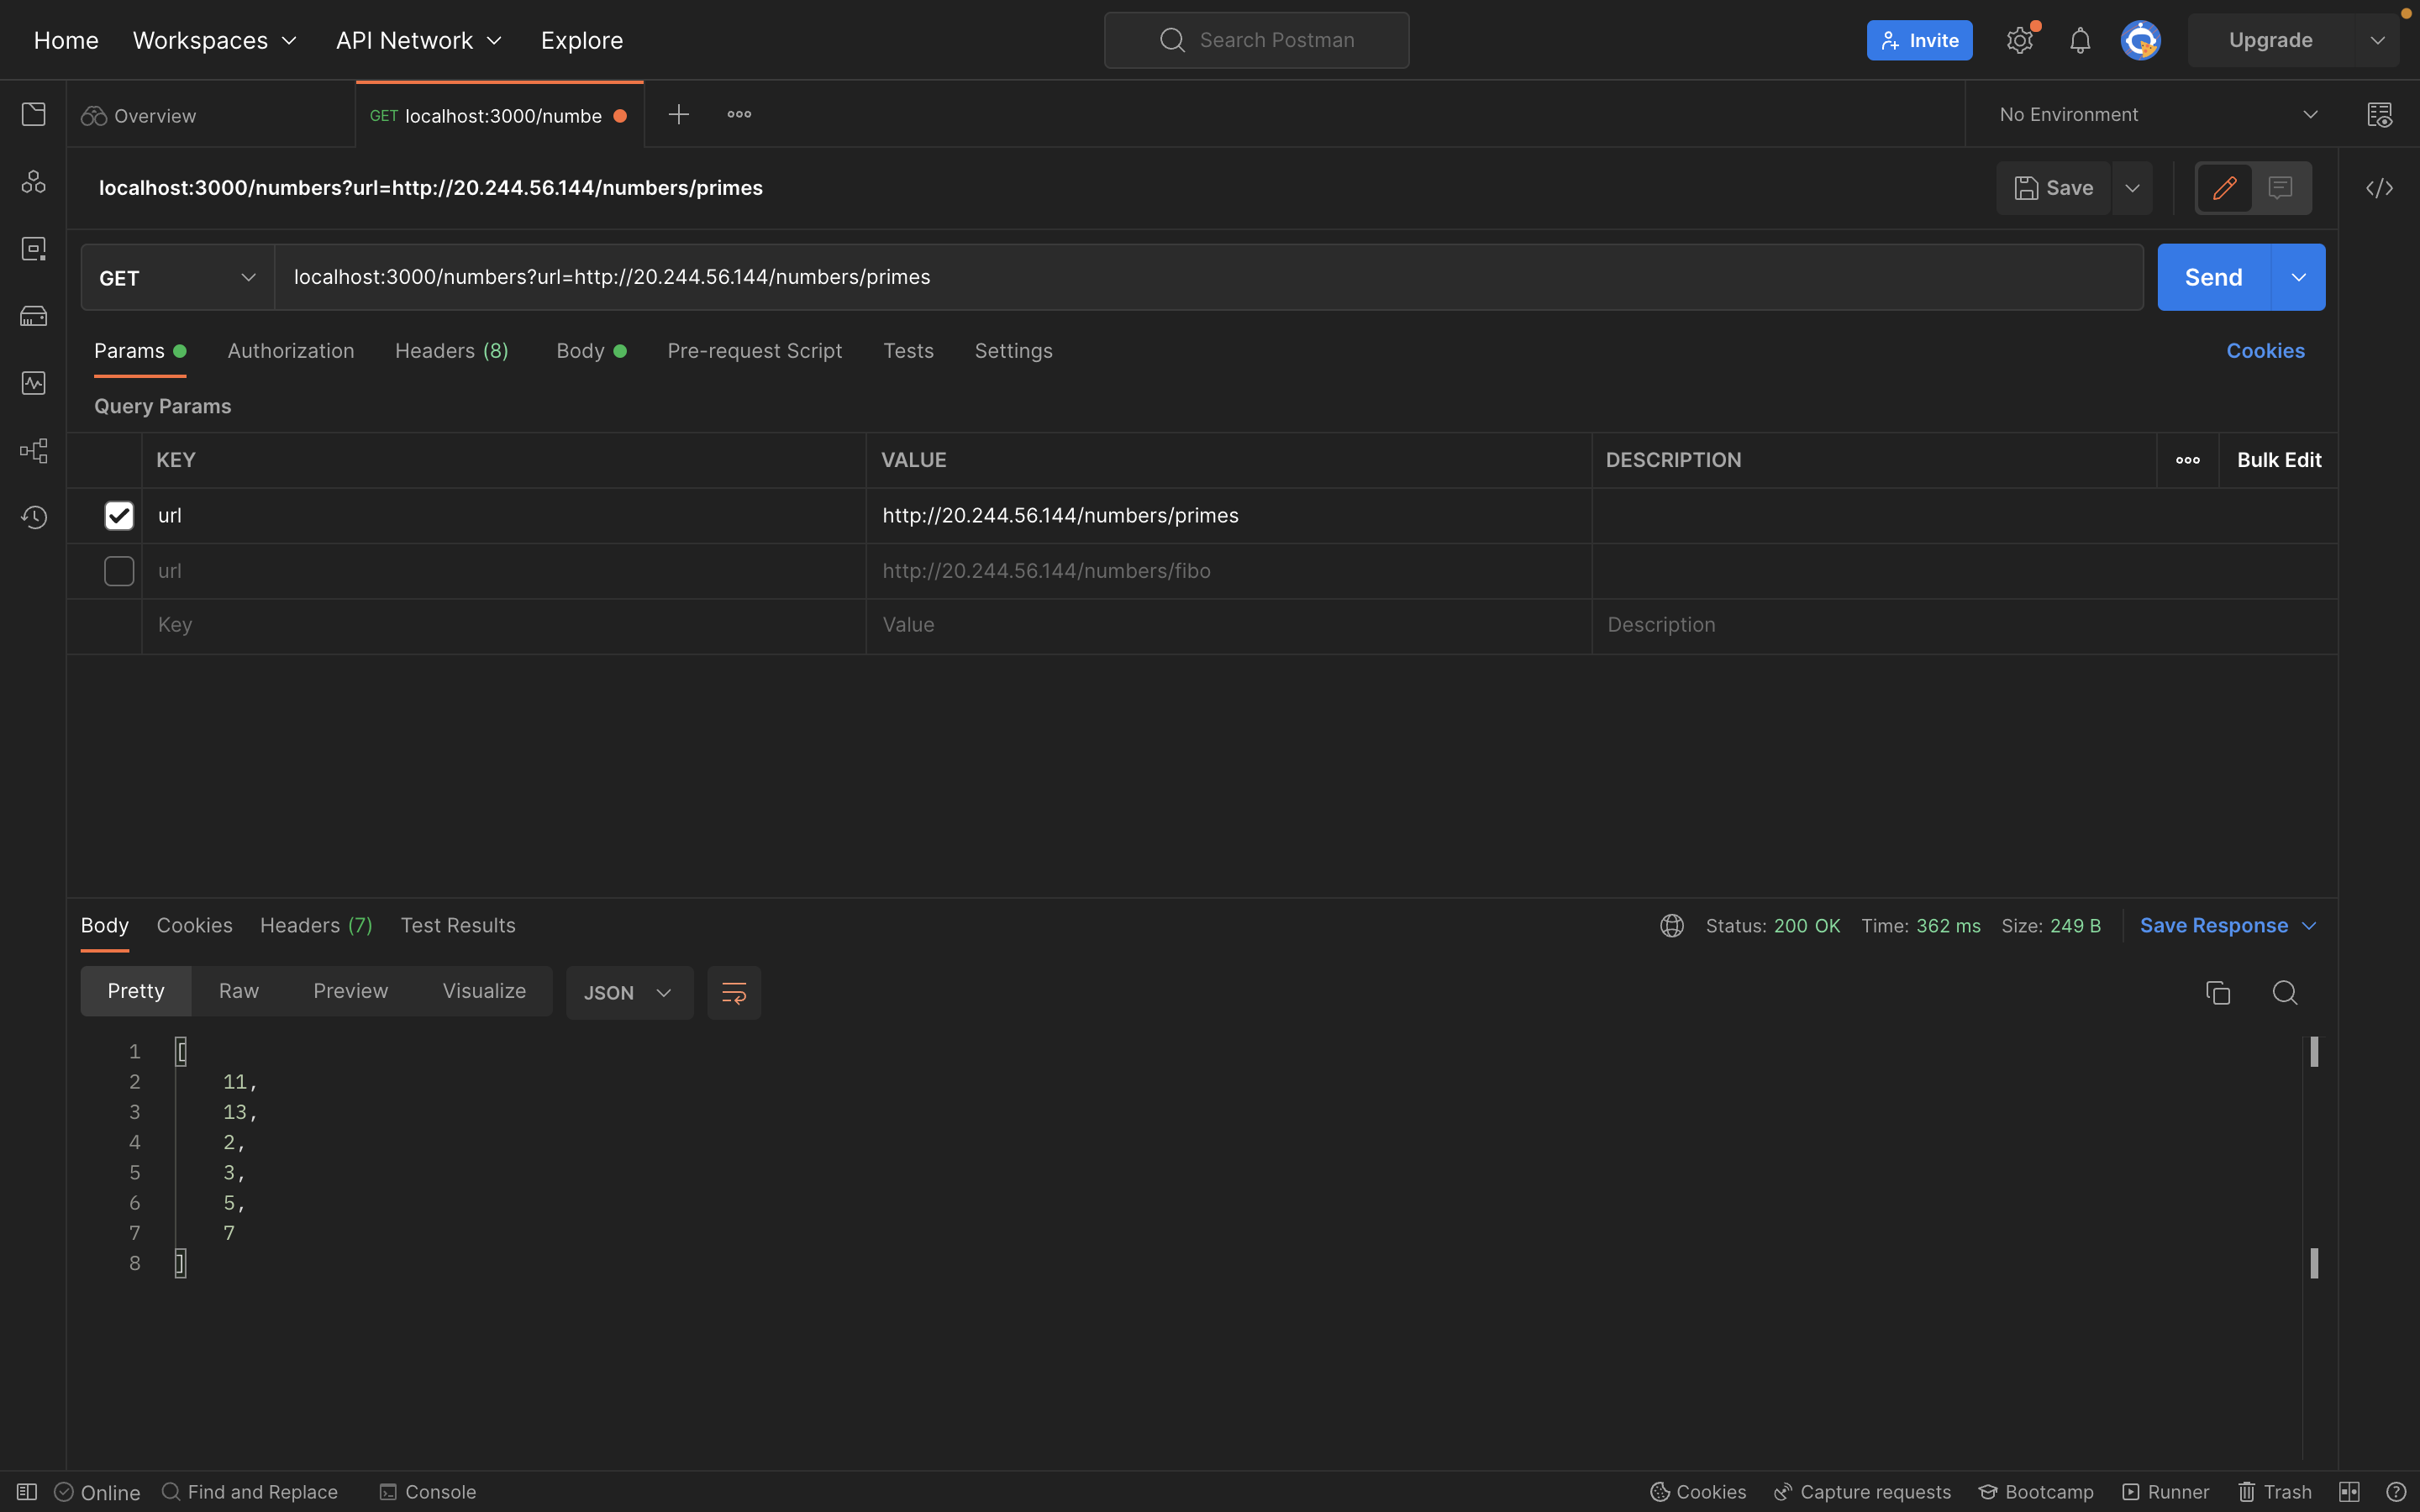 Home Workspaces API Network Explore Search Postman Invite Upgrade
Overview GET localhost:3000/numbe No Environment
localhost:3000/numbers?url=http://20.244.56.144/numbers/primes Save
GET localhost:3000/numbers?url=http://20.244.56.144/numbers/primes Send
Params Authorization Headers (8) Body Pre-request Script Tests Settings Cookies
Query Params
KEY VALUE DESCRIPTION Bulk Edit
url http://20.244.56.144/numbers/primes
url http://20.244.56.144/numbers/fibo
Key Value Description
Body Cookies Headers (7) Test Results Status: 200 OK Time: 362 ms Size: 249 B Save Response
Pretty Raw Preview Visualize JSON
1 [
2 11,
3 13,
4 2,
5 3,
6 5,
7 7
8 ]
Online Find and Replace Console Cookies Capture requests Bootcamp Runner Trash